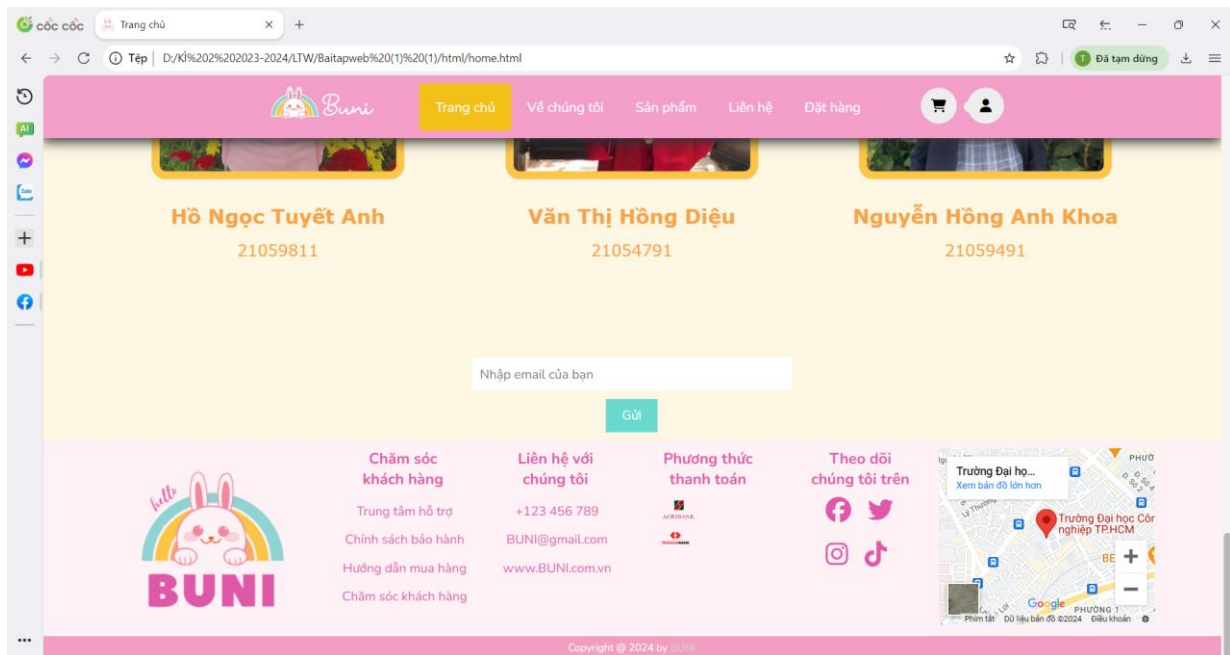 cốc cốc
Trang chủ
Tệp D:/KÌ%202%202023-2024/LTW/Baitapweb%20(1)%20(1)/html/home.html
Đã tạm dừng
AI
Zalo
Buni Trang chủ Về chúng tôi Sản phẩm Liên hệ Đặt hàng
Hồ Ngọc Tuyết Anh Văn Thị Hồng Diệu Nguyễn Hồng Anh Khoa
21059811 21054791 21059491
Nhập email của bạn
Gửi
hello
BUNI
Chăm sóc
khách hàng
Trung tâm hỗ trợ
Chính sách bảo hành
Hướng dẫn mua hàng
Chăm sóc khách hàng
Liên hệ với
chúng tôi
+123 456 789
BUNI@gmail.com
www.BUNI.com.vn
Phương thức
thanh toán
AGRIBANK
Theo dõi
chúng tôi trên
Trường Đại họ...
Xem bản đồ lớn hơn
Trường Đại học Côn
nghiệp TP.HCM
Google
PHƯỜNG 1
Phím tắt Dữ liệu bản đồ ©2024 Điều khoản
Copyright @ 2024 by BUNI